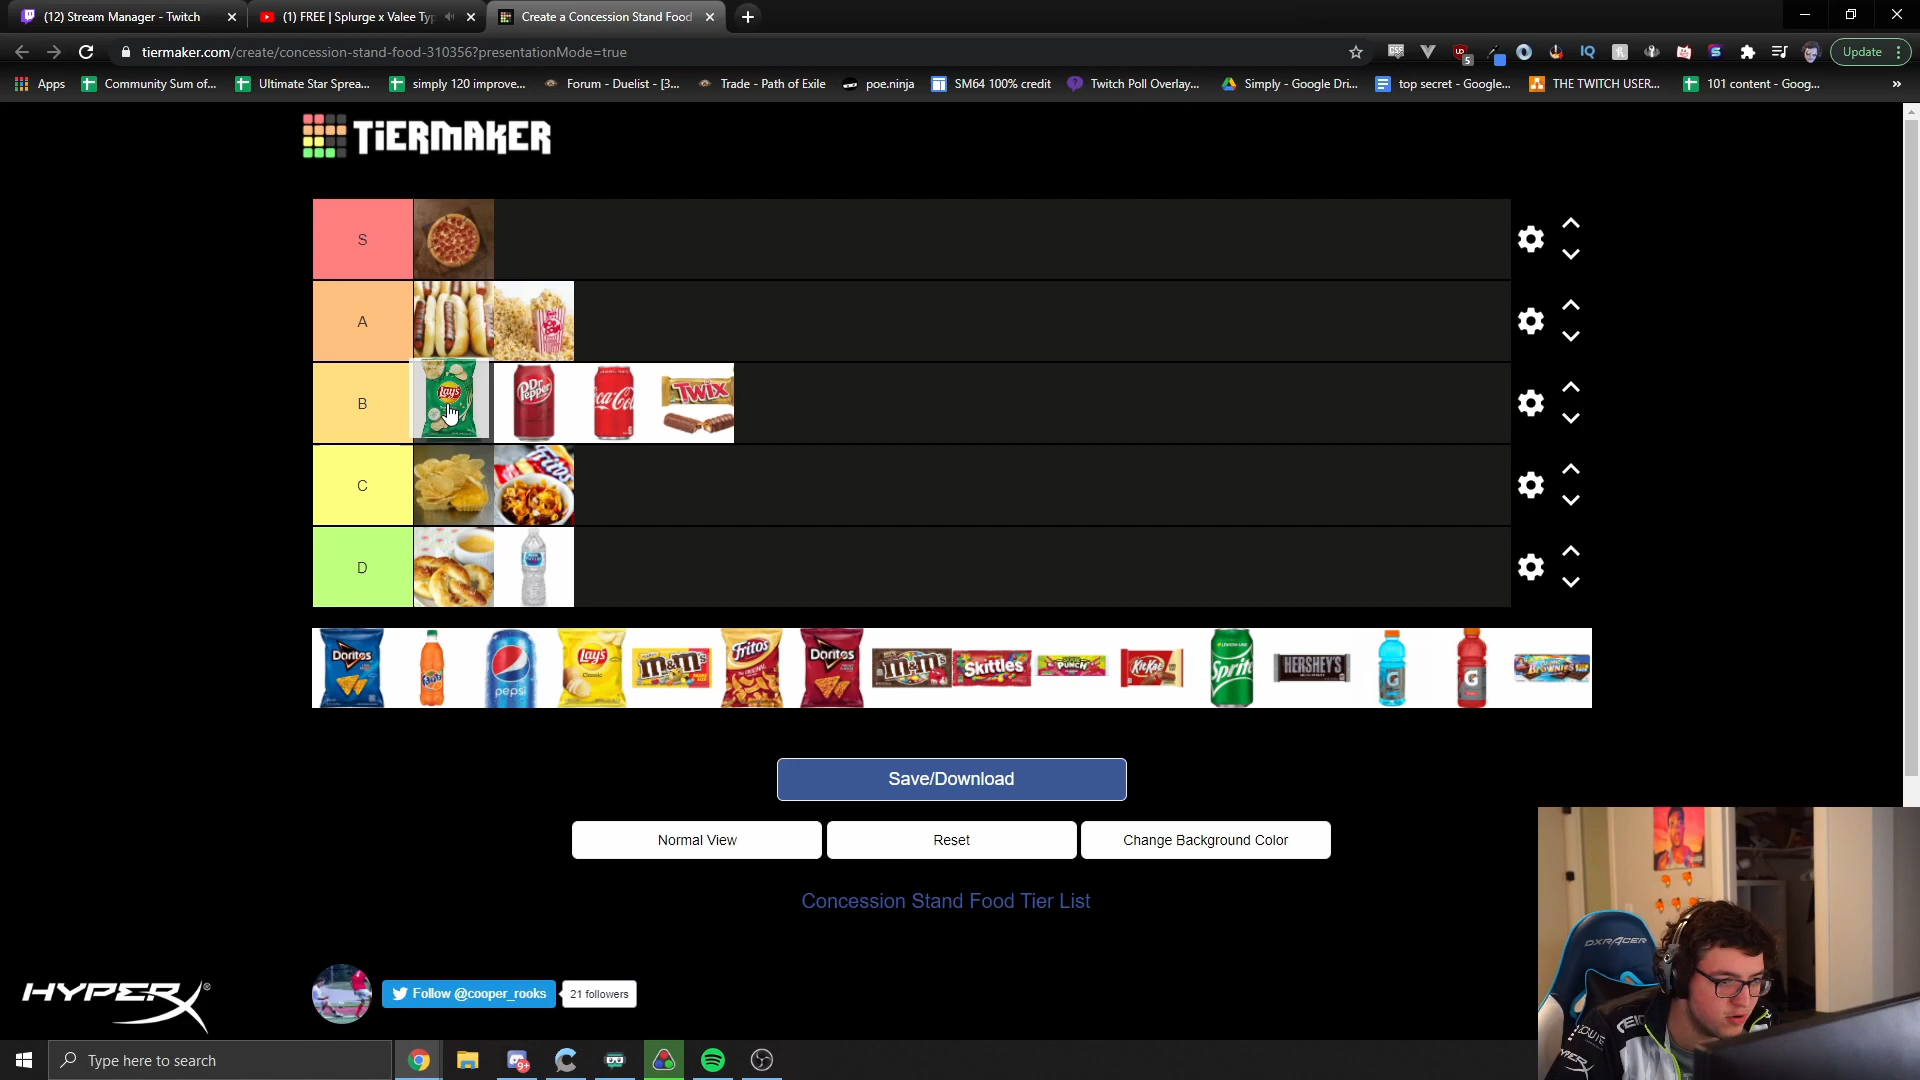 (12) Stream Manager - Twitch
(1) FREE | Splurge x Valee Typ
Create a Concession Stand Food
tiermaker.com/create/concession-stand-food-310356?presentationMode=true
Update
Apps
Community Sum of...
Ultimate Star Sprea...
simply 120 improve...
Forum - Duelist - [3...
Trade - Path of Exile
poe.ninja
SM64 100% credit
Twitch Poll Overlay...
Simply - Google Dri...
top secret - Google...
THE TWITCH USER...
101 content - Goog...
TIERMAKER
S
A
B
Lay's
Dr Pepper
Coca-Col
TWIX
C
Fritos
D
Doritos
Fanta
pepsi
Lay's
Classic
m&m's
Fritos
Doritos
m&m's
Skittles
PUNCH
KitKat
Sprite
HERSHEY'S
G
G
BROWNIES
Save/Download
Normal View
Reset
Change Background Color
Concession Stand Food Tier List
HYPERX
Follow @cooper_rooks
21 followers
DXRACER
Type here to search
9+